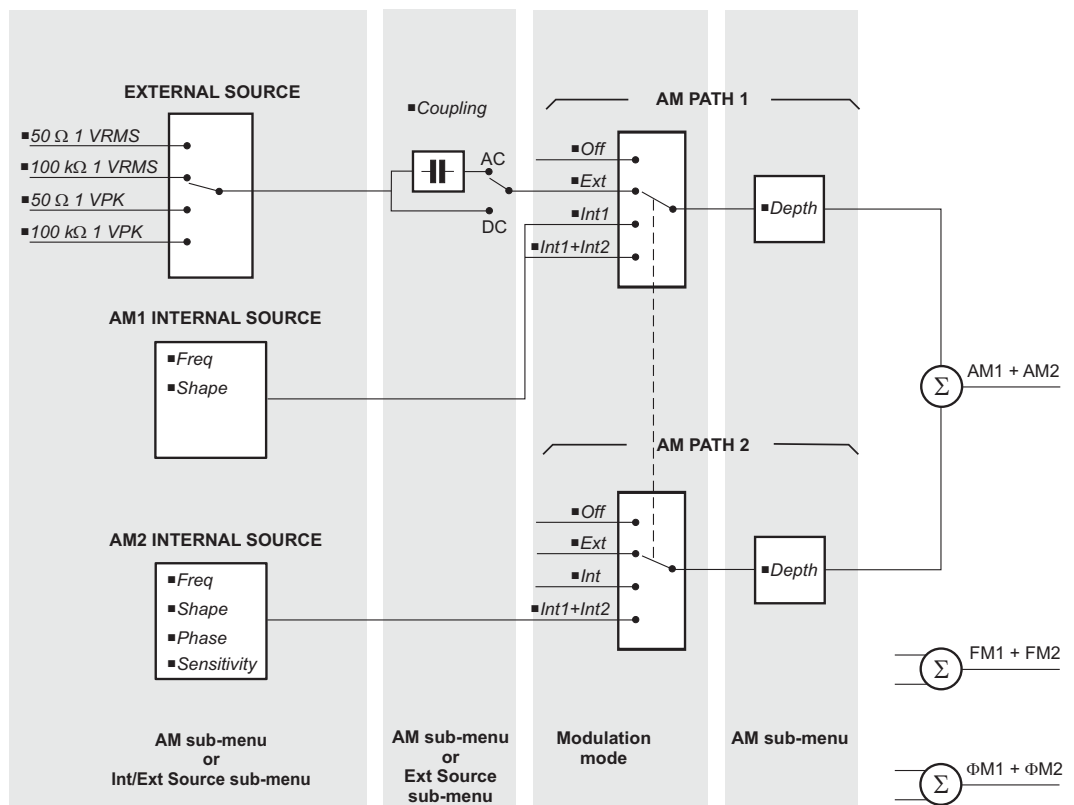 EXTERNAL SOURCE
■50 Ω 1 VRMS
■100 kΩ 1 VRMS
■50 Ω 1 VPK
■100 kΩ 1 VPK
■Coupling
AC
DC
AM PATH 1
■Off
■Ext
■Int1
■Int1+Int2
■Depth
AM1 INTERNAL SOURCE
■Freq
■Shape
Σ
AM1 + AM2
AM PATH 2
■Off
■Ext
■Int
■Int1+Int2
■Depth
AM2 INTERNAL SOURCE
■Freq
■Shape
■Phase
■Sensitivity
Σ
FM1 + FM2
Σ
ΦM1 + ΦM2
AM sub-menu
or
Int/Ext Source sub-menu
AM sub-menu
or
Ext Source
sub-menu
Modulation
mode
AM sub-menu